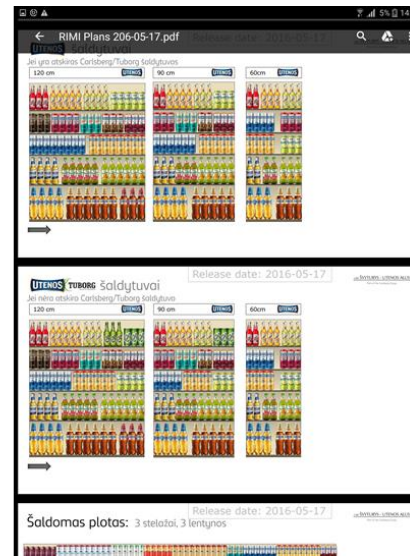 5% 14
RIMI Plans 206-05-17.pdf
Release date: 2016-05-17
UTENOS šaldytuvai
Jei yra atskiros Carlsberg/Tuborg šaldytuvas
120 cm UTENOS 90 cm UTENOS 60cm UTENOS
Release date: 2016-05-17
UTENOS TUBORG šaldytuvai
Jei nėra atskiro Carlsberg/Tuborg šaldytuvo
120 cm UTENOS 90 cm UTENOS 60cm UTENOS
Release date: 2016-05-17
Šaldomas plotas: 3 stelažai, 3 lentynos